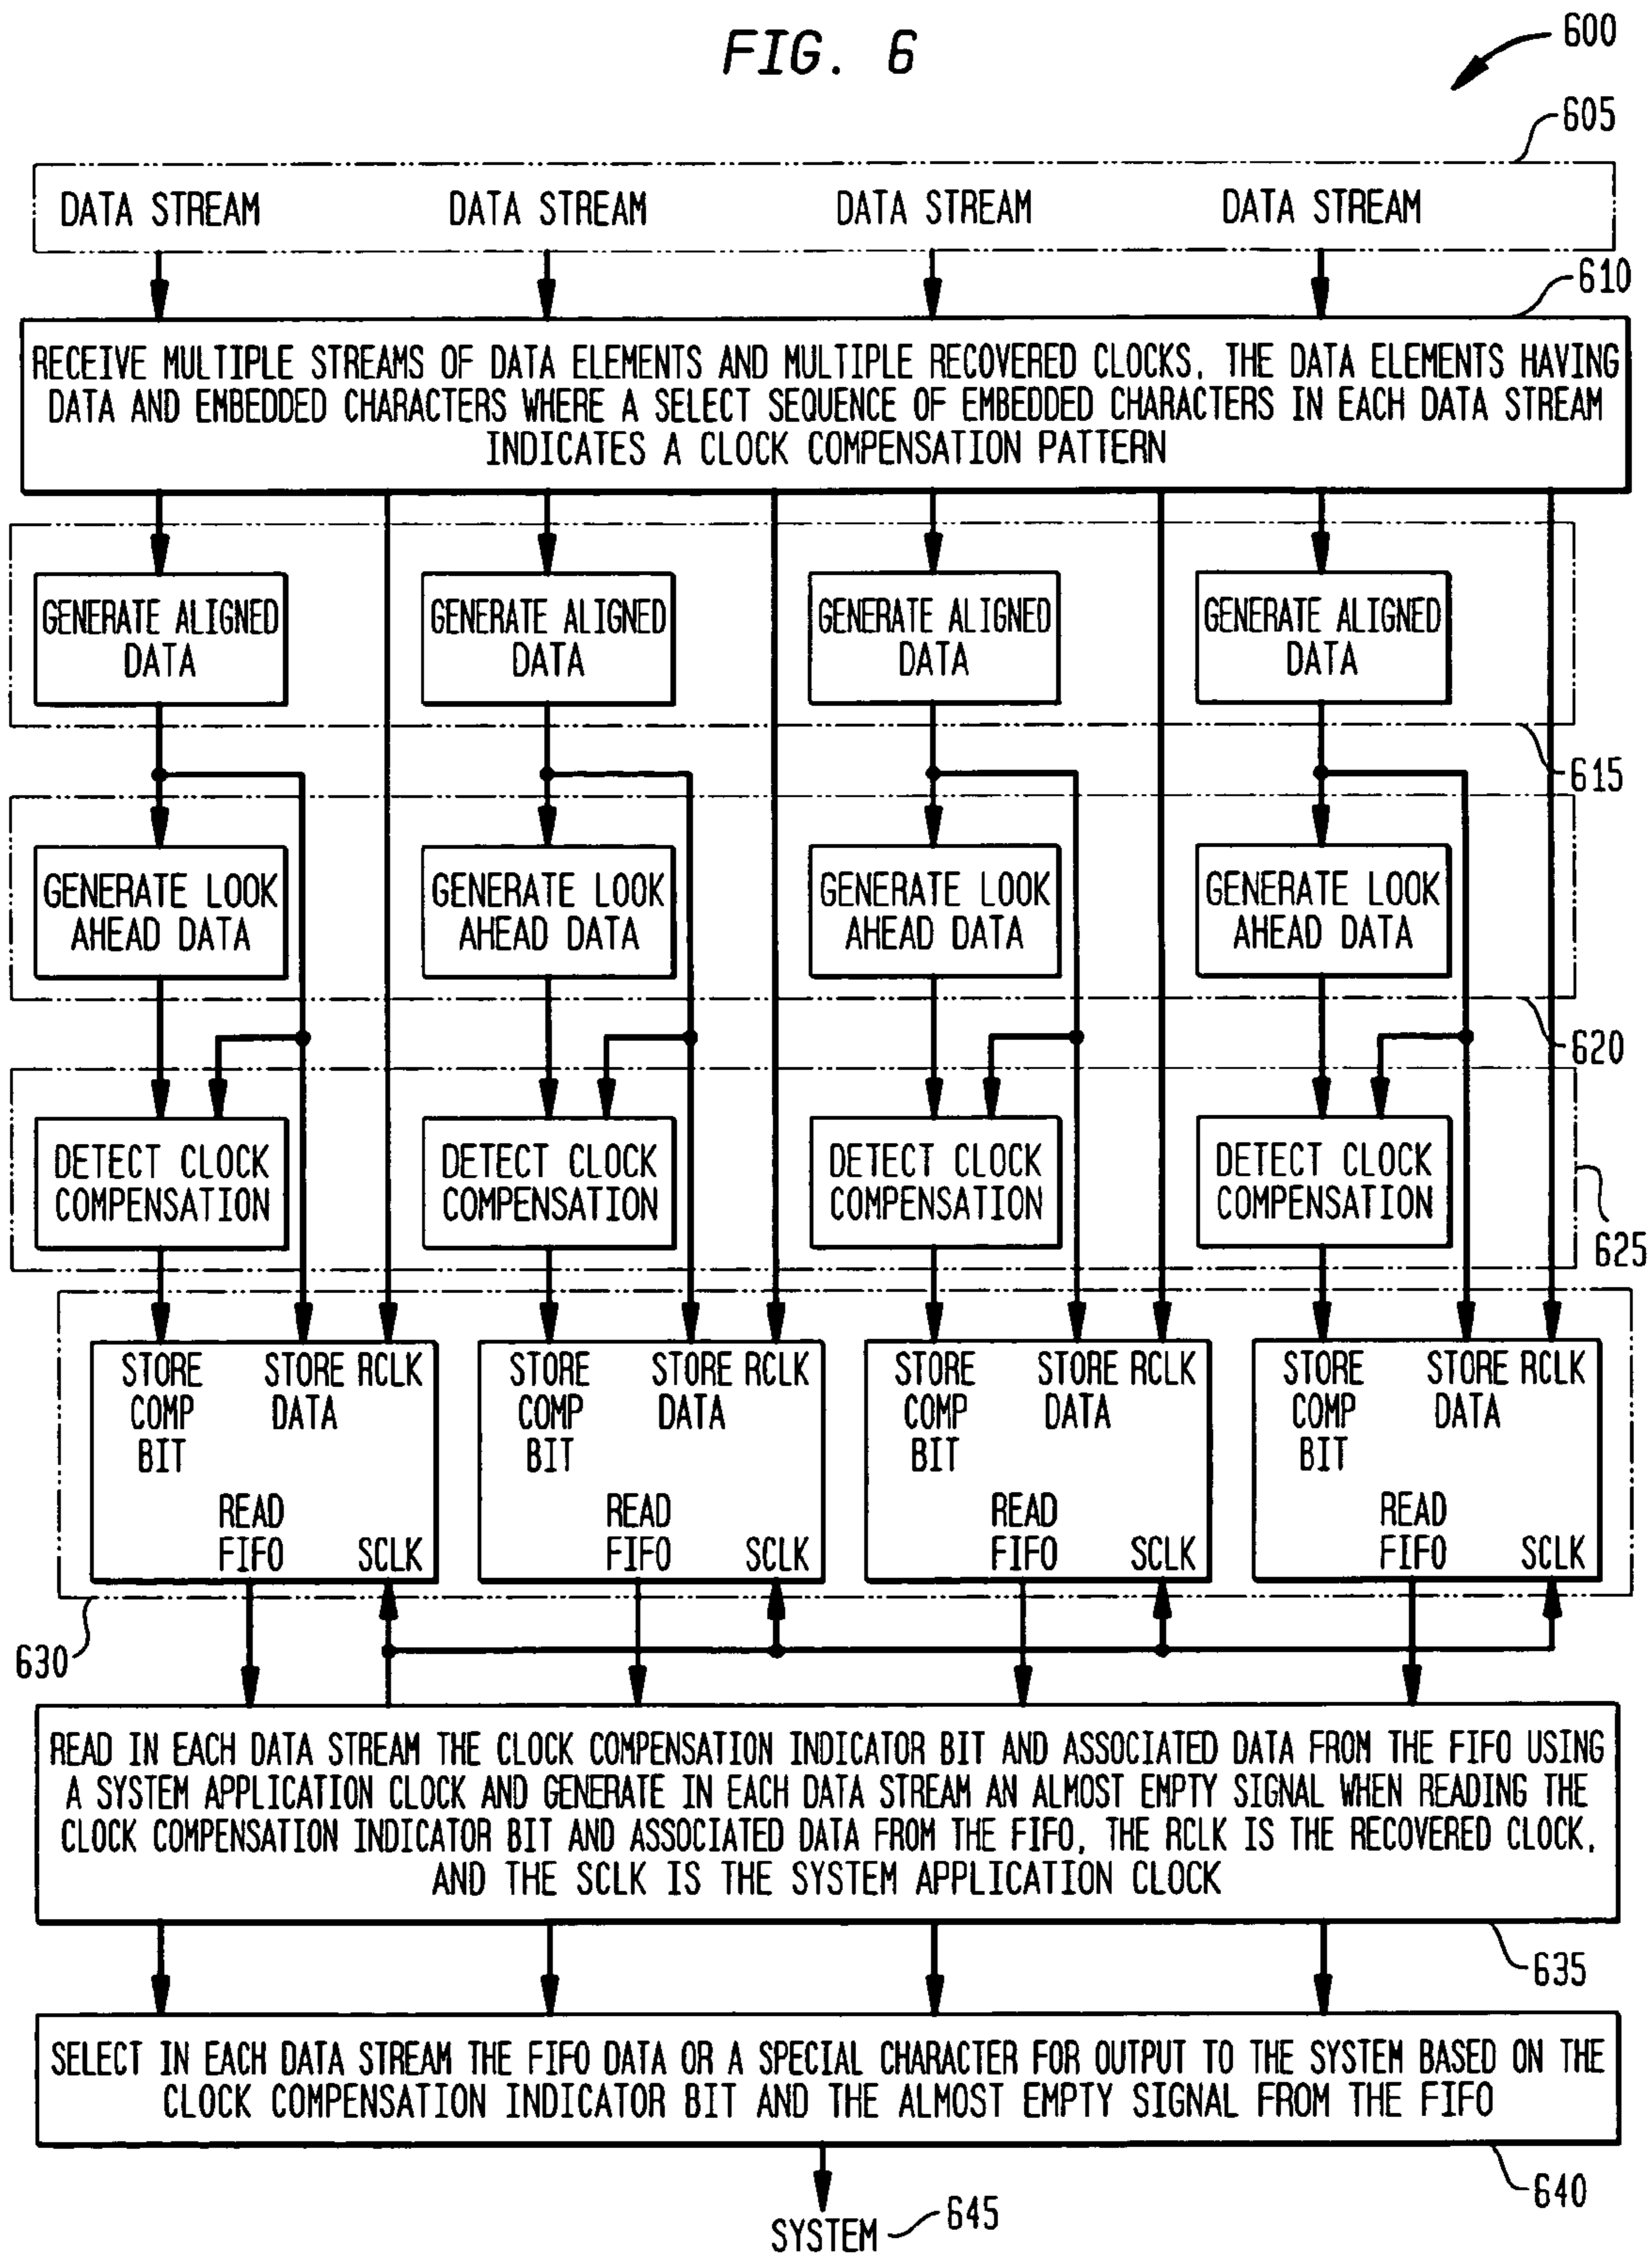 FIG. 6
600
605
DATA STREAM DATA STREAM DATA STREAM DATA STREAM
610
RECEIVE MULTIPLE STREAMS OF DATA ELEMENTS AND MULTIPLE RECOVERED CLOCKS, THE DATA ELEMENTS HAVING
DATA AND EMBEDDED CHARACTERS WHERE A SELECT SEQUENCE OF EMBEDDED CHARACTERS IN EACH DATA STREAM
INDICATES A CLOCK COMPENSATION PATTERN
GENERATE ALIGNED GENERATE ALIGNED GENERATE ALIGNED GENERATE ALIGNED
DATA DATA DATA DATA
615
GENERATE LOOK GENERATE LOOK GENERATE LOOK GENERATE LOOK
AHEAD DATA AHEAD DATA AHEAD DATA AHEAD DATA
620
DETECT CLOCK DETECT CLOCK DETECT CLOCK DETECT CLOCK
COMPENSATION COMPENSATION COMPENSATION COMPENSATION
625
STORE STORE RCLK STORE STORE RCLK STORE STORE RCLK STORE STORE RCLK
COMP DATA COMP DATA COMP DATA COMP DATA
BIT BIT BIT BIT
READ READ READ READ
FIFO SCLK FIFO SCLK FIFO SCLK FIFO SCLK
630
READ IN EACH DATA STREAM THE CLOCK COMPENSATION INDICATOR BIT AND ASSOCIATED DATA FROM THE FIFO USING
A SYSTEM APPLICATION CLOCK AND GENERATE IN EACH DATA STREAM AN ALMOST EMPTY SIGNAL WHEN READING THE
CLOCK COMPENSATION INDICATOR BIT AND ASSOCIATED DATA FROM THE FIFO, THE RCLK IS THE RECOVERED CLOCK,
AND THE SCLK IS THE SYSTEM APPLICATION CLOCK
635
SELECT IN EACH DATA STREAM THE FIFO DATA OR A SPECIAL CHARACTER FOR OUTPUT TO THE SYSTEM BASED ON THE
CLOCK COMPENSATION INDICATOR BIT AND THE ALMOST EMPTY SIGNAL FROM THE FIFO
640
SYSTEM 645